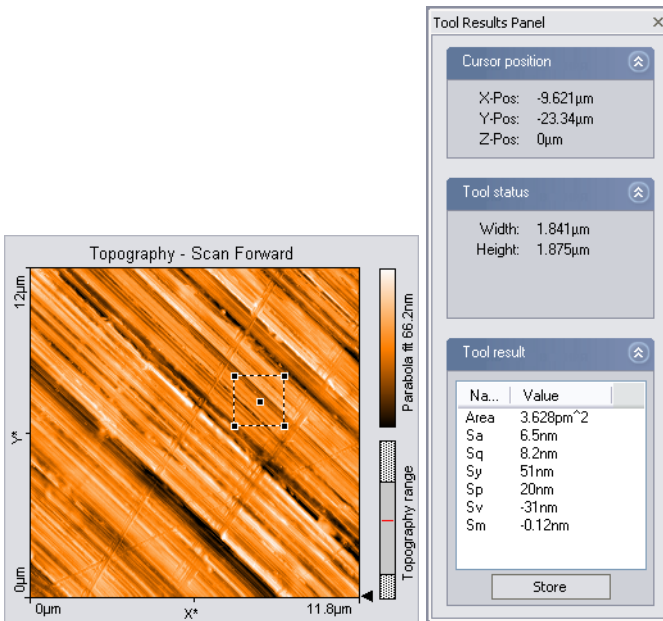 Tool Results Panel
Cursor position
X-Pos: -9.621µm
Y-Pos: -23.34µm
Z-Pos: 0µm
Tool status
Width: 1.841µm
Height: 1.875µm
Topography - Scan Forward
12µm
Y*
0µm
0µm
X*
11.8µm
Parabola fit 66.2nm
Topography range
Tool result
Na... Value
Area 3.628pm^2
Sa 6.5nm
Sq 8.2nm
Sy 51nm
Sp 20nm
Sv -31nm
Sm -0.12nm
Store